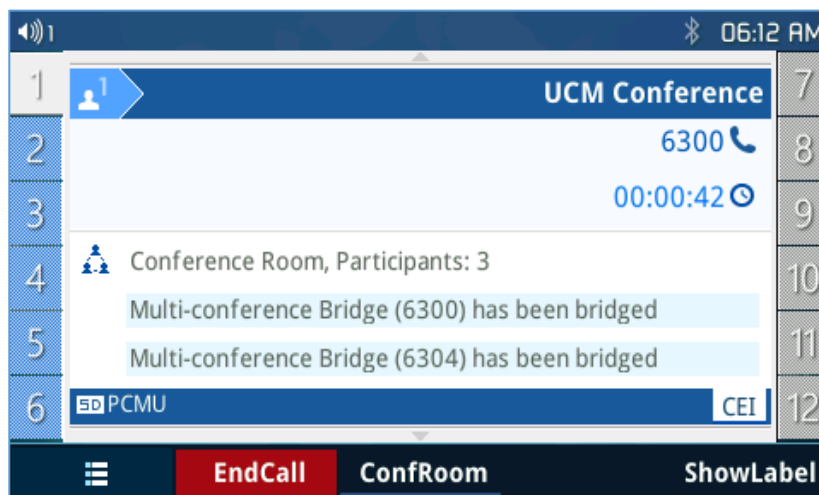 1 06:12 AM
1 1 UCM Conference 7
2 6300 8
3 00:00:42 9
4 Conference Room, Participants: 3 10
Multi-conference Bridge (6300) has been bridged
5 Multi-conference Bridge (6304) has been bridged 11
6 SD PCMU CEI 12
EndCall ConfRoom ShowLabel